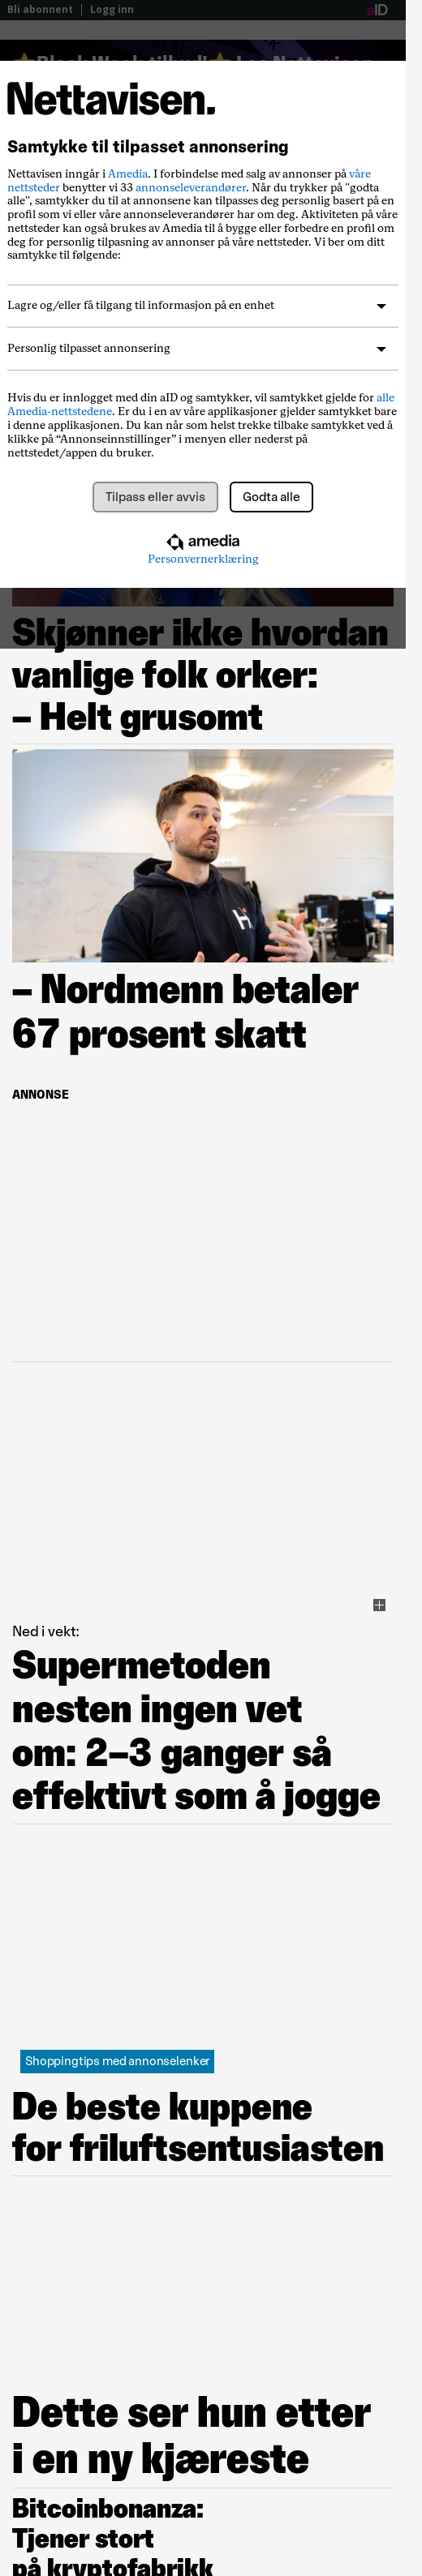 Bli abonnent | Logg inn
aID
Nettavisen.
Samtykke til tilpasset annonsering
Nettavisen inngår i Amedia. I forbindelse med salg av annonser på våre
nettsteder benytter vi 33 annonseleverandører. Når du trykker på "godta
alle", samtykker du til at annonsene kan tilpasses deg personlig basert på en
profil som vi eller våre annonseleverandører har om deg. Aktiviteten på våre
nettsteder kan også brukes av Amedia til å bygge eller forbedre en profil om
deg for personlig tilpasning av annonser på våre nettsteder. Vi ber om ditt
samtykke til følgende:
Lagre og/eller få tilgang til informasjon på en enhet
Personlig tilpasset annonsering
Hvis du er innlogget med din aID og samtykker, vil samtykket gjelde for alle
Amedia-nettstedene. Er du i en av våre applikasjoner gjelder samtykket bare
i denne applikasjonen. Du kan når som helst trekke tilbake samtykket ved å
klikke på “Annonseinnstillinger” i menyen eller nederst på
nettstedet/appen du bruker.
Tilpass eller avvis
Godta alle
amedia
Personvernerklæring
Skjønner ikke hvordan
vanlige folk orker:
– Helt grusomt
– Nordmenn betaler
67 prosent skatt
ANNONSE
Ned i vekt:
Supermetoden
nesten ingen vet
om: 2–3 ganger så
effektivt som å jogge
Shoppingtips med annonselenker
De beste kuppene
for friluftsentusiasten
Dette ser hun etter
i en ny kjæreste
Bitcoinbonanza:
Tjener stort
på kryptofabrikk